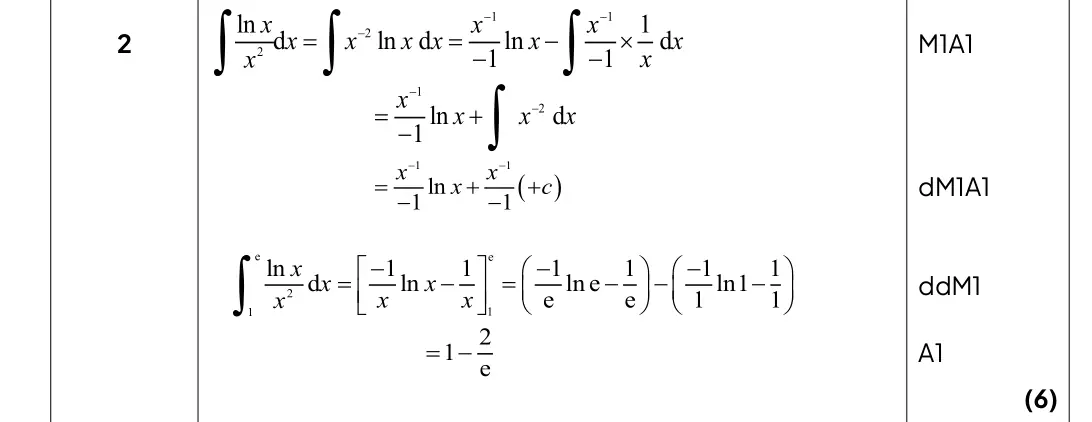 2 ∫ ln x / x² dx = ∫ x⁻² ln x dx = x⁻¹/−1 ln x − ∫ x⁻¹/−1 × 1/x dx M1A1
= x⁻¹/−1 ln x + ∫ x⁻² dx
= x⁻¹/−1 ln x + x⁻¹/−1 (+c) dM1A1
∫₁ᵉ ln x / x² dx = [−1/x ln x − 1/x]₁ᵉ = (−1/e ln e − 1/e) − (−1/1 ln 1 − 1/1) ddM1
= 1 − 2/e A1
(6)